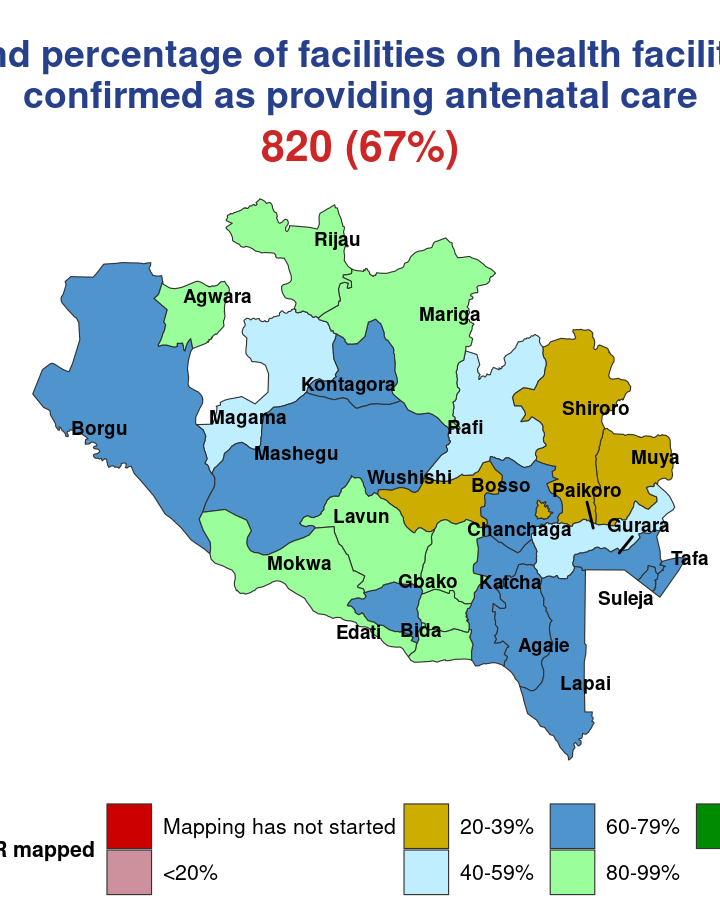 percentage of facilities on health
confirmed as providing antenatal care
820 (67%)
Rijau
Agwara
Mariga
Kontagora
Shiroro
Magama
Borgu
Rafi
Mashegu
Muya
Wushishi
Bosso
Paikoro
Lavun
Gurara
Chanchaga
Tafa
Mokwa
Gbako
Katcha
Suleja
Edati
Bida
Agaie
Lapai
mapped
Mapping has not started
20-39%
60-79%
<20%
40-59%
80-99%